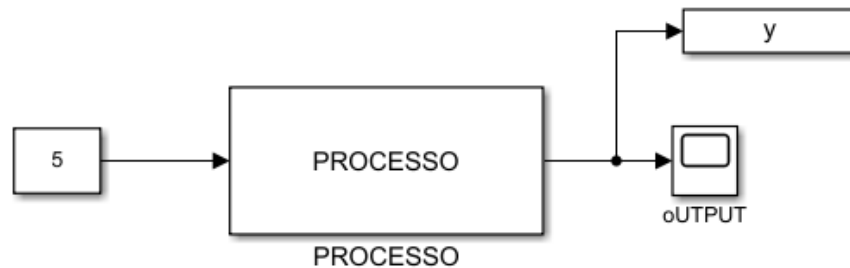 y
5
PROCESSO
oUTPUT
PROCESSO